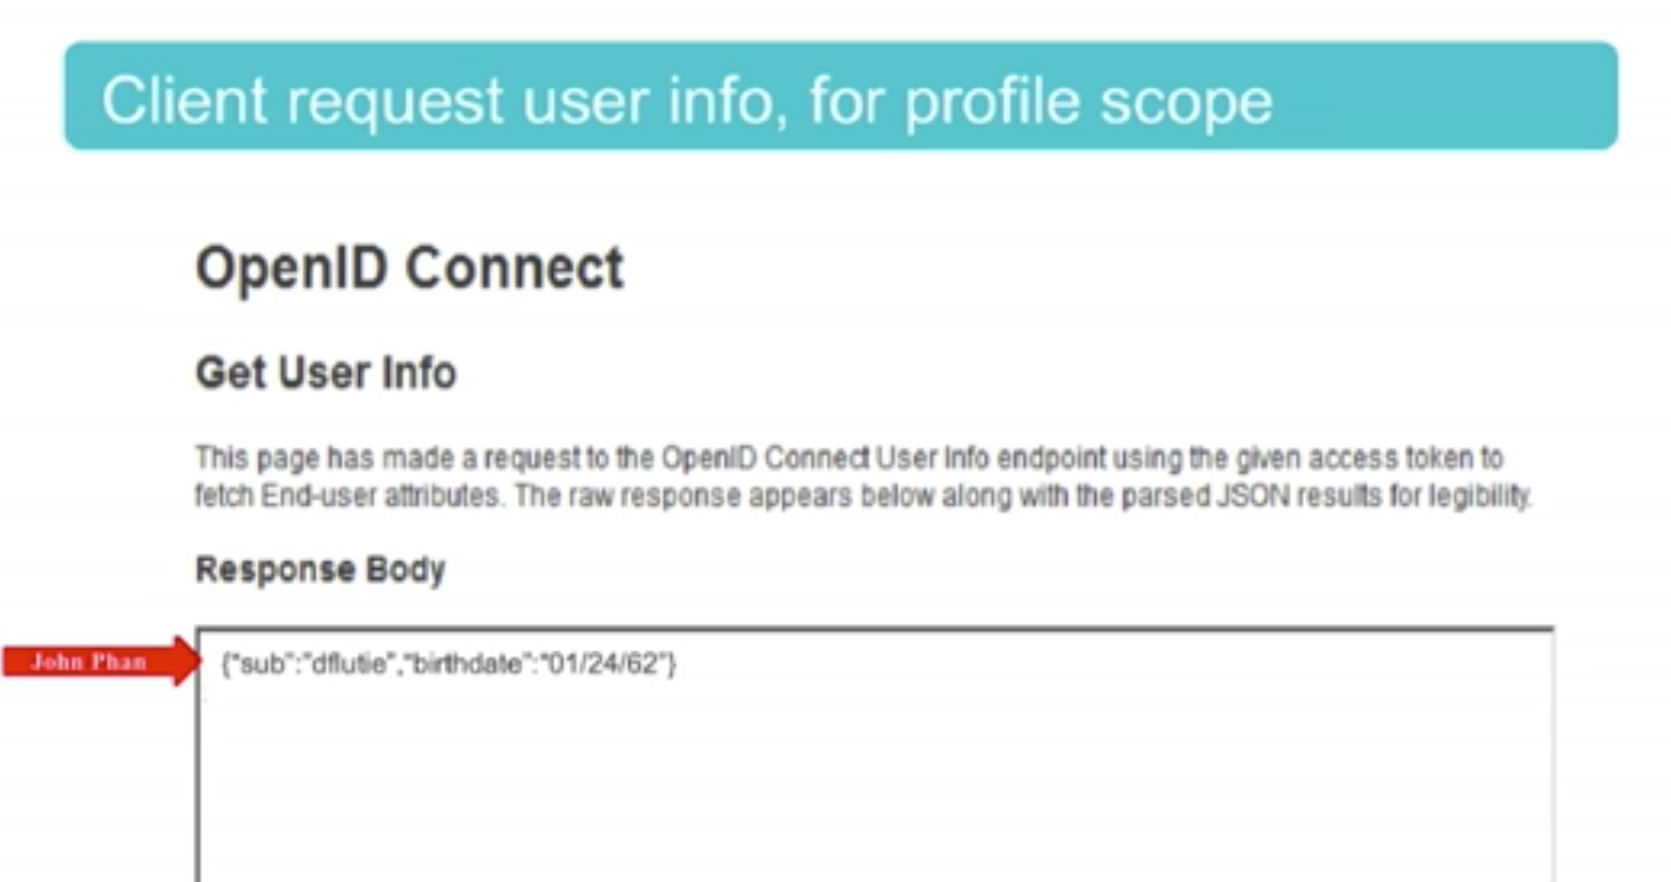 Client request user info, for profile scope
OpenID Connect
Get User Info
This page has made a request to the OpenID Connect User Info endpoint using the given access token to
fetch End-user attributes. The raw response appears below along with the parsed JSON results for legibility.
Response Body
John Phan
{"sub":"dflutie","birthdate":"01/24/62"}